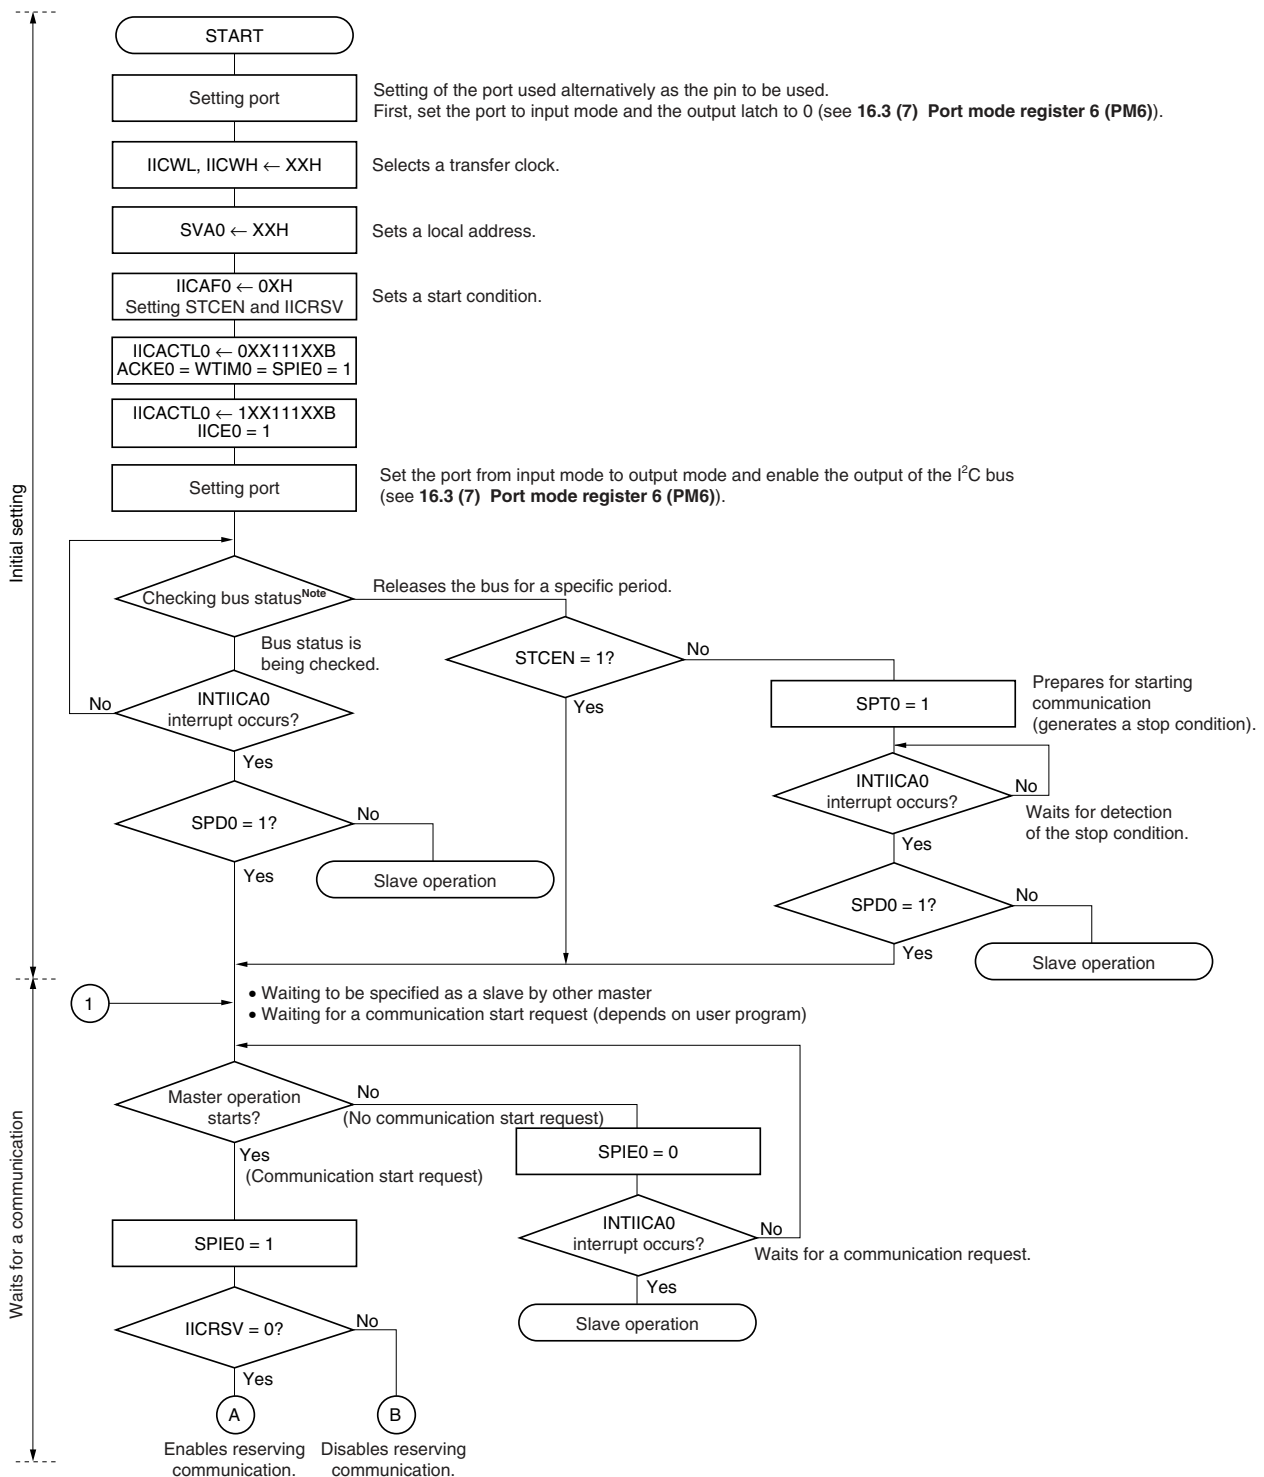 START
Setting port
Setting of the port used alternatively as the pin to be used.
First, set the port to input mode and the output latch to 0 (see 16.3 (7) Port mode register 6 (PM6)).
IICWL, IICWH ← XXH
Selects a transfer clock.
SVA0 ← XXH
Sets a local address.
IICAF0 ← 0XH
Setting STCEN and IICRSV
Sets a start condition.
IICACTL0 ← 0XX111XXB
ACKE0 = WTIM0 = SPIE0 = 1
IICACTL0 ← 1XX111XXB
IICE0 = 1
Setting port
Set the port from input mode to output mode and enable the output of the I²C bus
(see 16.3 (7) Port mode register 6 (PM6)).
Initial setting
Checking bus status Note
Releases the bus for a specific period.
Bus status is
being checked.
INTIICA0
interrupt occurs?
No
Yes
SPD0 = 1?
No
Slave operation
Yes
STCEN = 1?
No
Yes
SPT0 = 1
Prepares for starting
communication
(generates a stop condition).
INTIICA0
interrupt occurs?
No
Waits for detection
of the stop condition.
Yes
SPD0 = 1?
No
Slave operation
Yes
1
• Waiting to be specified as a slave by other master
• Waiting for a communication start request (depends on user program)
Waits for a communication
Master operation
starts?
No
(No communication start request)
Yes
(Communication start request)
SPIE0 = 0
INTIICA0
interrupt occurs?
No
Waits for a communication request.
Yes
Slave operation
SPIE0 = 1
IICRSV = 0?
No
Yes
A
B
Enables reserving
communication.
Disables reserving
communication.